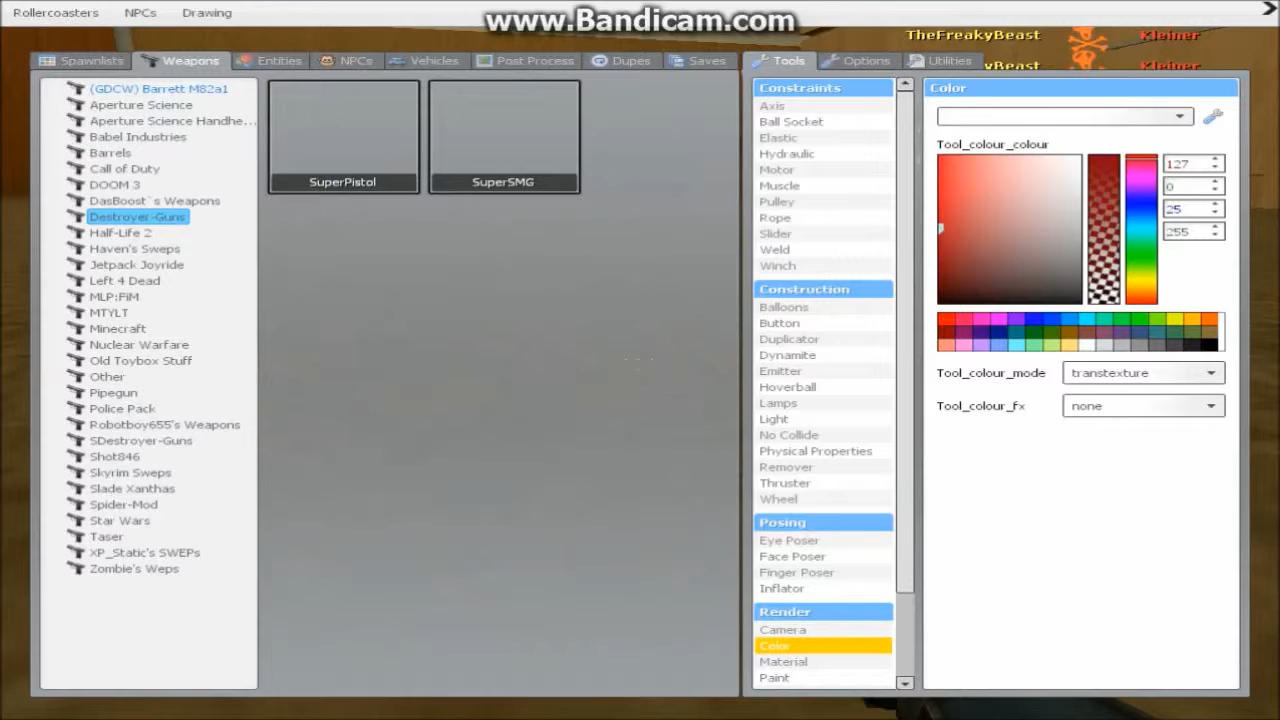 Rollercoasters NPCs Drawing
www.Bandicam.com
TheFreakyBeast Kleiner
yBeast Kleiner
Spawnlists Weapons Entities NPCs Vehicles Post Process Dupes Saves
Tools Options Utilities
(GDCW) Barrett M82a1
Aperture Science
Aperture Science Handhe...
Babel Industries
Barrels
Call of Duty
DOOM 3
DasBoost`s Weapons
Destroyer-Guns
Half-Life 2
Haven's Sweps
Jetpack Joyride
Left 4 Dead
MLP:FiM
MTYLT
Minecraft
Nuclear Warfare
Old Toybox Stuff
Other
Pipegun
Police Pack
Robotboy655's Weapons
SDestroyer-Guns
Shot846
Skyrim Sweps
Slade Xanthas
Spider-Mod
Star Wars
Taser
XP_Static's SWEPs
Zombie's Weps
SuperPistol
SuperSMG
Constraints
Axis
Ball Socket
Elastic
Hydraulic
Motor
Muscle
Pulley
Rope
Slider
Weld
Winch
Construction
Balloons
Button
Duplicator
Dynamite
Emitter
Hoverball
Lamps
Light
No Collide
Physical Properties
Remover
Thruster
Wheel
Posing
Eye Poser
Face Poser
Finger Poser
Inflator
Render
Camera
Color
Material
Paint
Color
Tool_colour_colour
127
0
25
255
Tool_colour_mode transtexture
Tool_colour_fx none